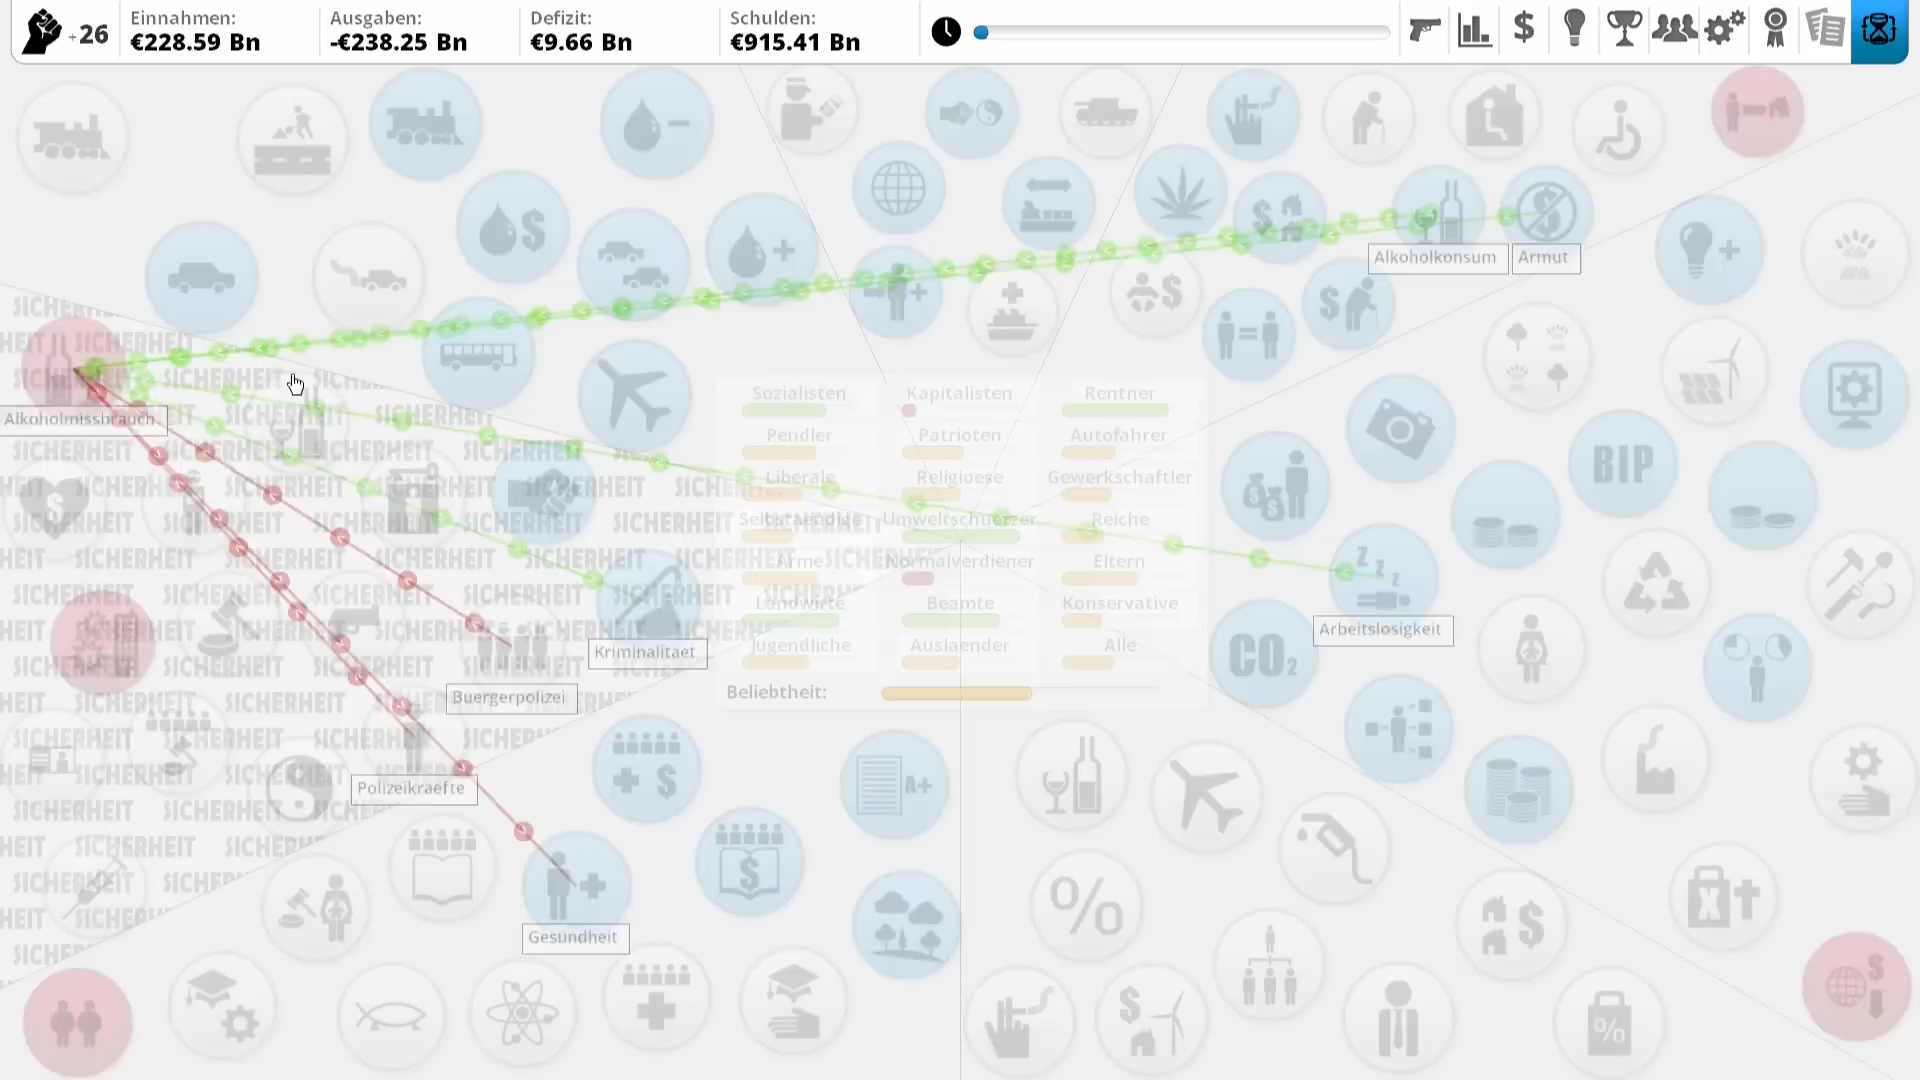 +26
Einnahmen:
€228.59 Bn
Ausgaben:
-€238.25 Bn
Defizit:
€9.66 Bn
Schulden:
€915.41 Bn
Alkoholkonsum
Armut
Alkoholmissbrauch
Sozialisten Kapitalisten Rentner
Pendler Patrioten Autofahrer
Liberale Religioese Gewerkschaftler
Selbstaendige Umweltschuetzer Reiche
Arme Normalverdiener Eltern
Landwirte Beamte Konservative
Jugendliche Auslaender Alle
Beliebtheit:
SICHERHEIT
BIP
Arbeitslosigkeit
Kriminalitaet
CO2
Buergerpolizei
Polizeikraefte
A+
Gesundheit